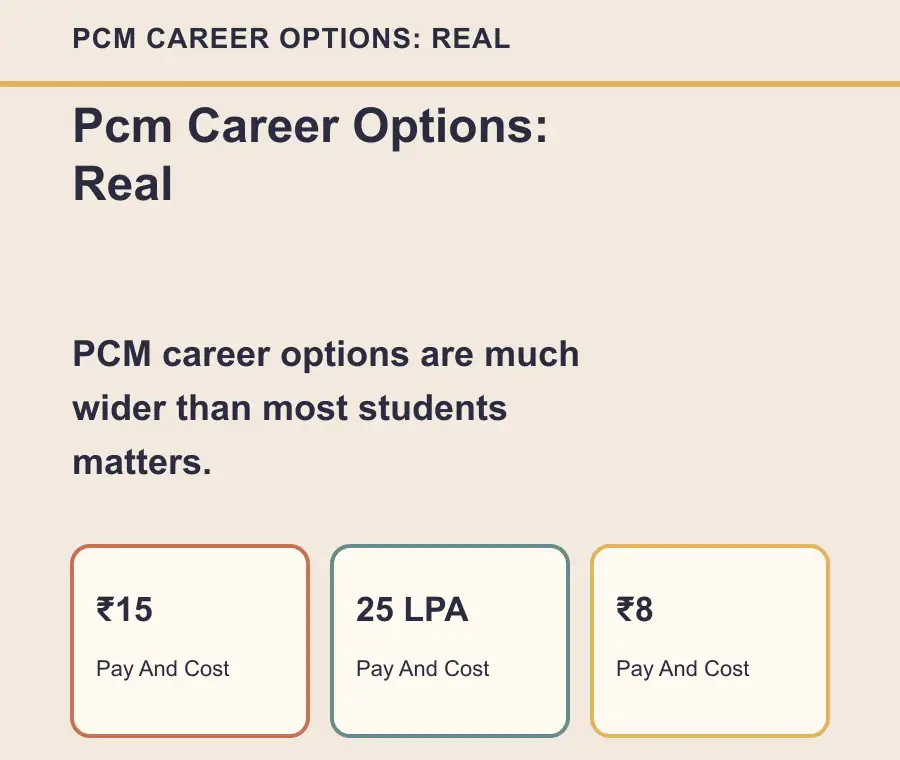 PCM CAREER OPTIONS: REAL
Pcm Career Options:
Real
PCM career options are much
wider than most students
matters.
₹15
Pay And Cost
25 LPA
Pay And Cost
₹8
Pay And Cost